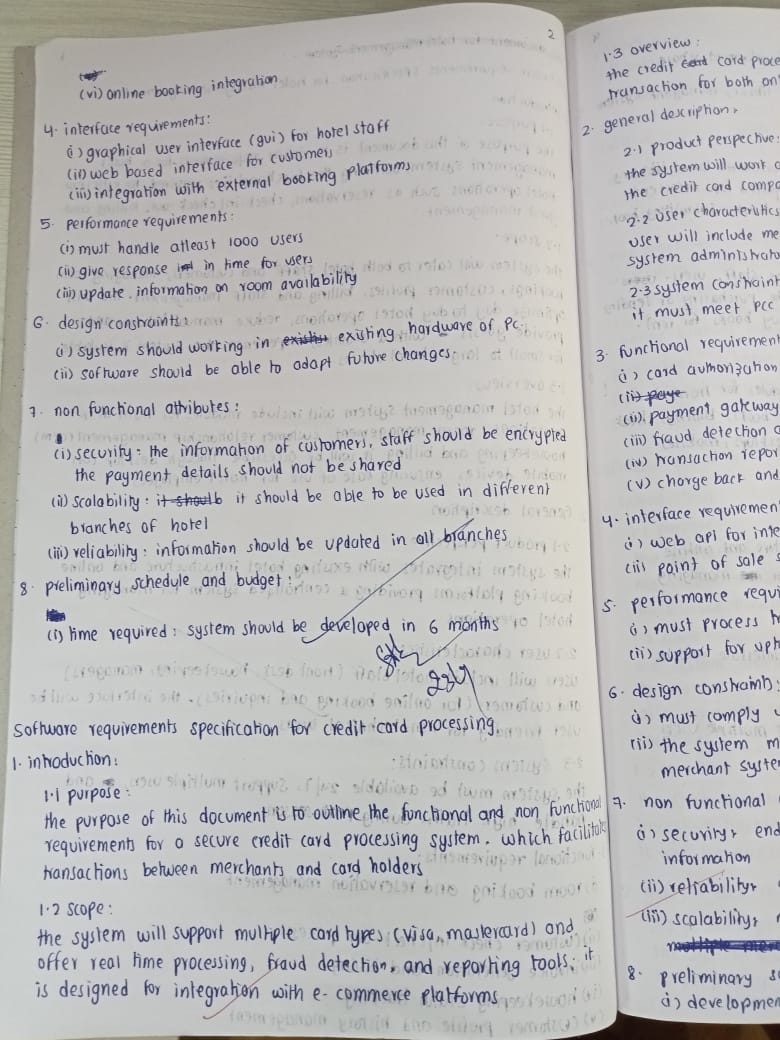 2
(vi) online booking integration
4. interface requirements:
(i) graphical user interface (gui) for hotel staff
(ii) web based interface for customers
(iii) integration with external booking platforms
5. performance requirements:
(i) must handle atleast 1000 users
(ii) give response in time for users
(iii) update information on room availability
6. design constraints:
(i) system should working in existing hardware of pc.
(ii) software should be able to adapt future changes.
7. non functional attributes:
(i) security: the information of customers, staff should be encrypted
the payment details should not be shared
(ii) scalability: it should be able to be used in different
branches of hotel
(iii) reliability: information should be updated in all branches
8. preliminary schedule and budget:
(i) time required: system should be developed in 6 months
software requirements specification for credit card processing
1. introduction:
1.1 purpose:
the purpose of this document is to outline the functional and non functional
requirements for a secure credit card processing system. which facilitates
transactions between merchants and card holders
1.2 scope:
the system will support multiple card types (visa, mastercard) and
offer real time processing, fraud detection, and reporting tools. it
is designed for integration with e-commerce platforms
1.3 overview:
the credit card proce
transaction for both on
2. general description.
2.1 product perspective:
the system will work
the credit card comp
2.2 user characteristics
user will include me
system administrato
2.3 system constraint
it must meet pcc
3. functional requirement
(i) card authorization
(ii) paye
(ii) payment gateway
(iii) fraud detection
(iv) transaction repor
(v) charge back and
4. interface requiremen
(i) web api for inte
(ii) point of sale s
5. performance requi
(i) must process
(ii) support for
6. design constraints:
(i) must comply
(ii) the system m
merchant syste
7. non functional
(i) security: end
information
(ii) reliability:
(iii) scalability:
8. preliminary s
(i) developmen